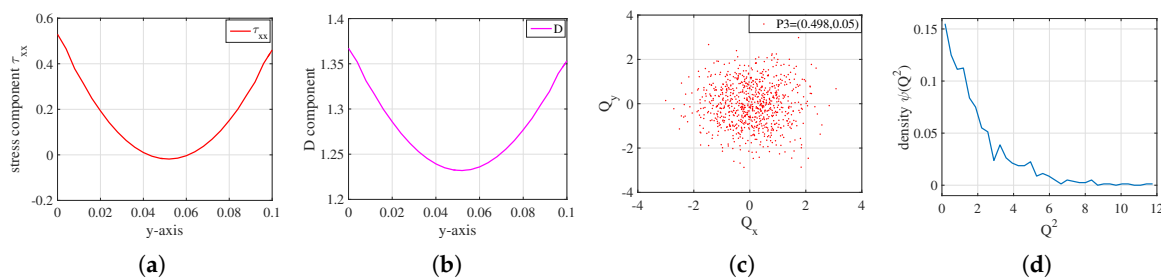 0.6
0.4
0.2
0
-0.2
0 0.02 0.04 0.06 0.08 0.1
stress component τxx
y-axis
τxx
(a)
1.4
1.35
1.3
1.25
1.2
0 0.02 0.04 0.06 0.08 0.1
D component
y-axis
D
(b)
4
2
0
-2
-4
-4 -2 0 2 4
Q_y
Q_x
P3=(0.498,0.05)
(c)
0.15
0.1
0.05
0
0 2 4 6 8 10 12
density ψ(Q²)
Q²
(d)